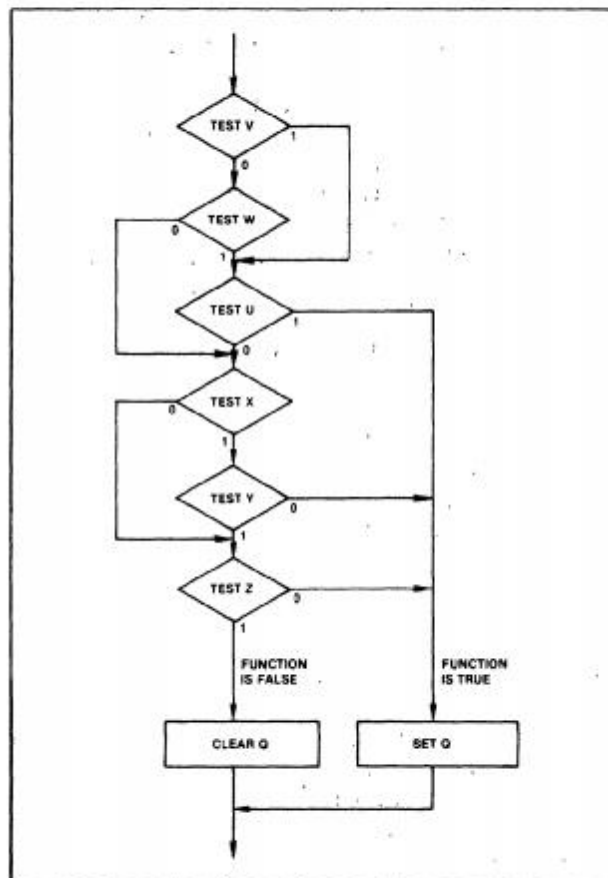 TEST V
1
0
TEST W
0
1
TEST U
1
0
TEST X
0
1
TEST Y
0
1
TEST Z
0
1
FUNCTION
IS FALSE
FUNCTION
IS TRUE
CLEAR Q
SET Q